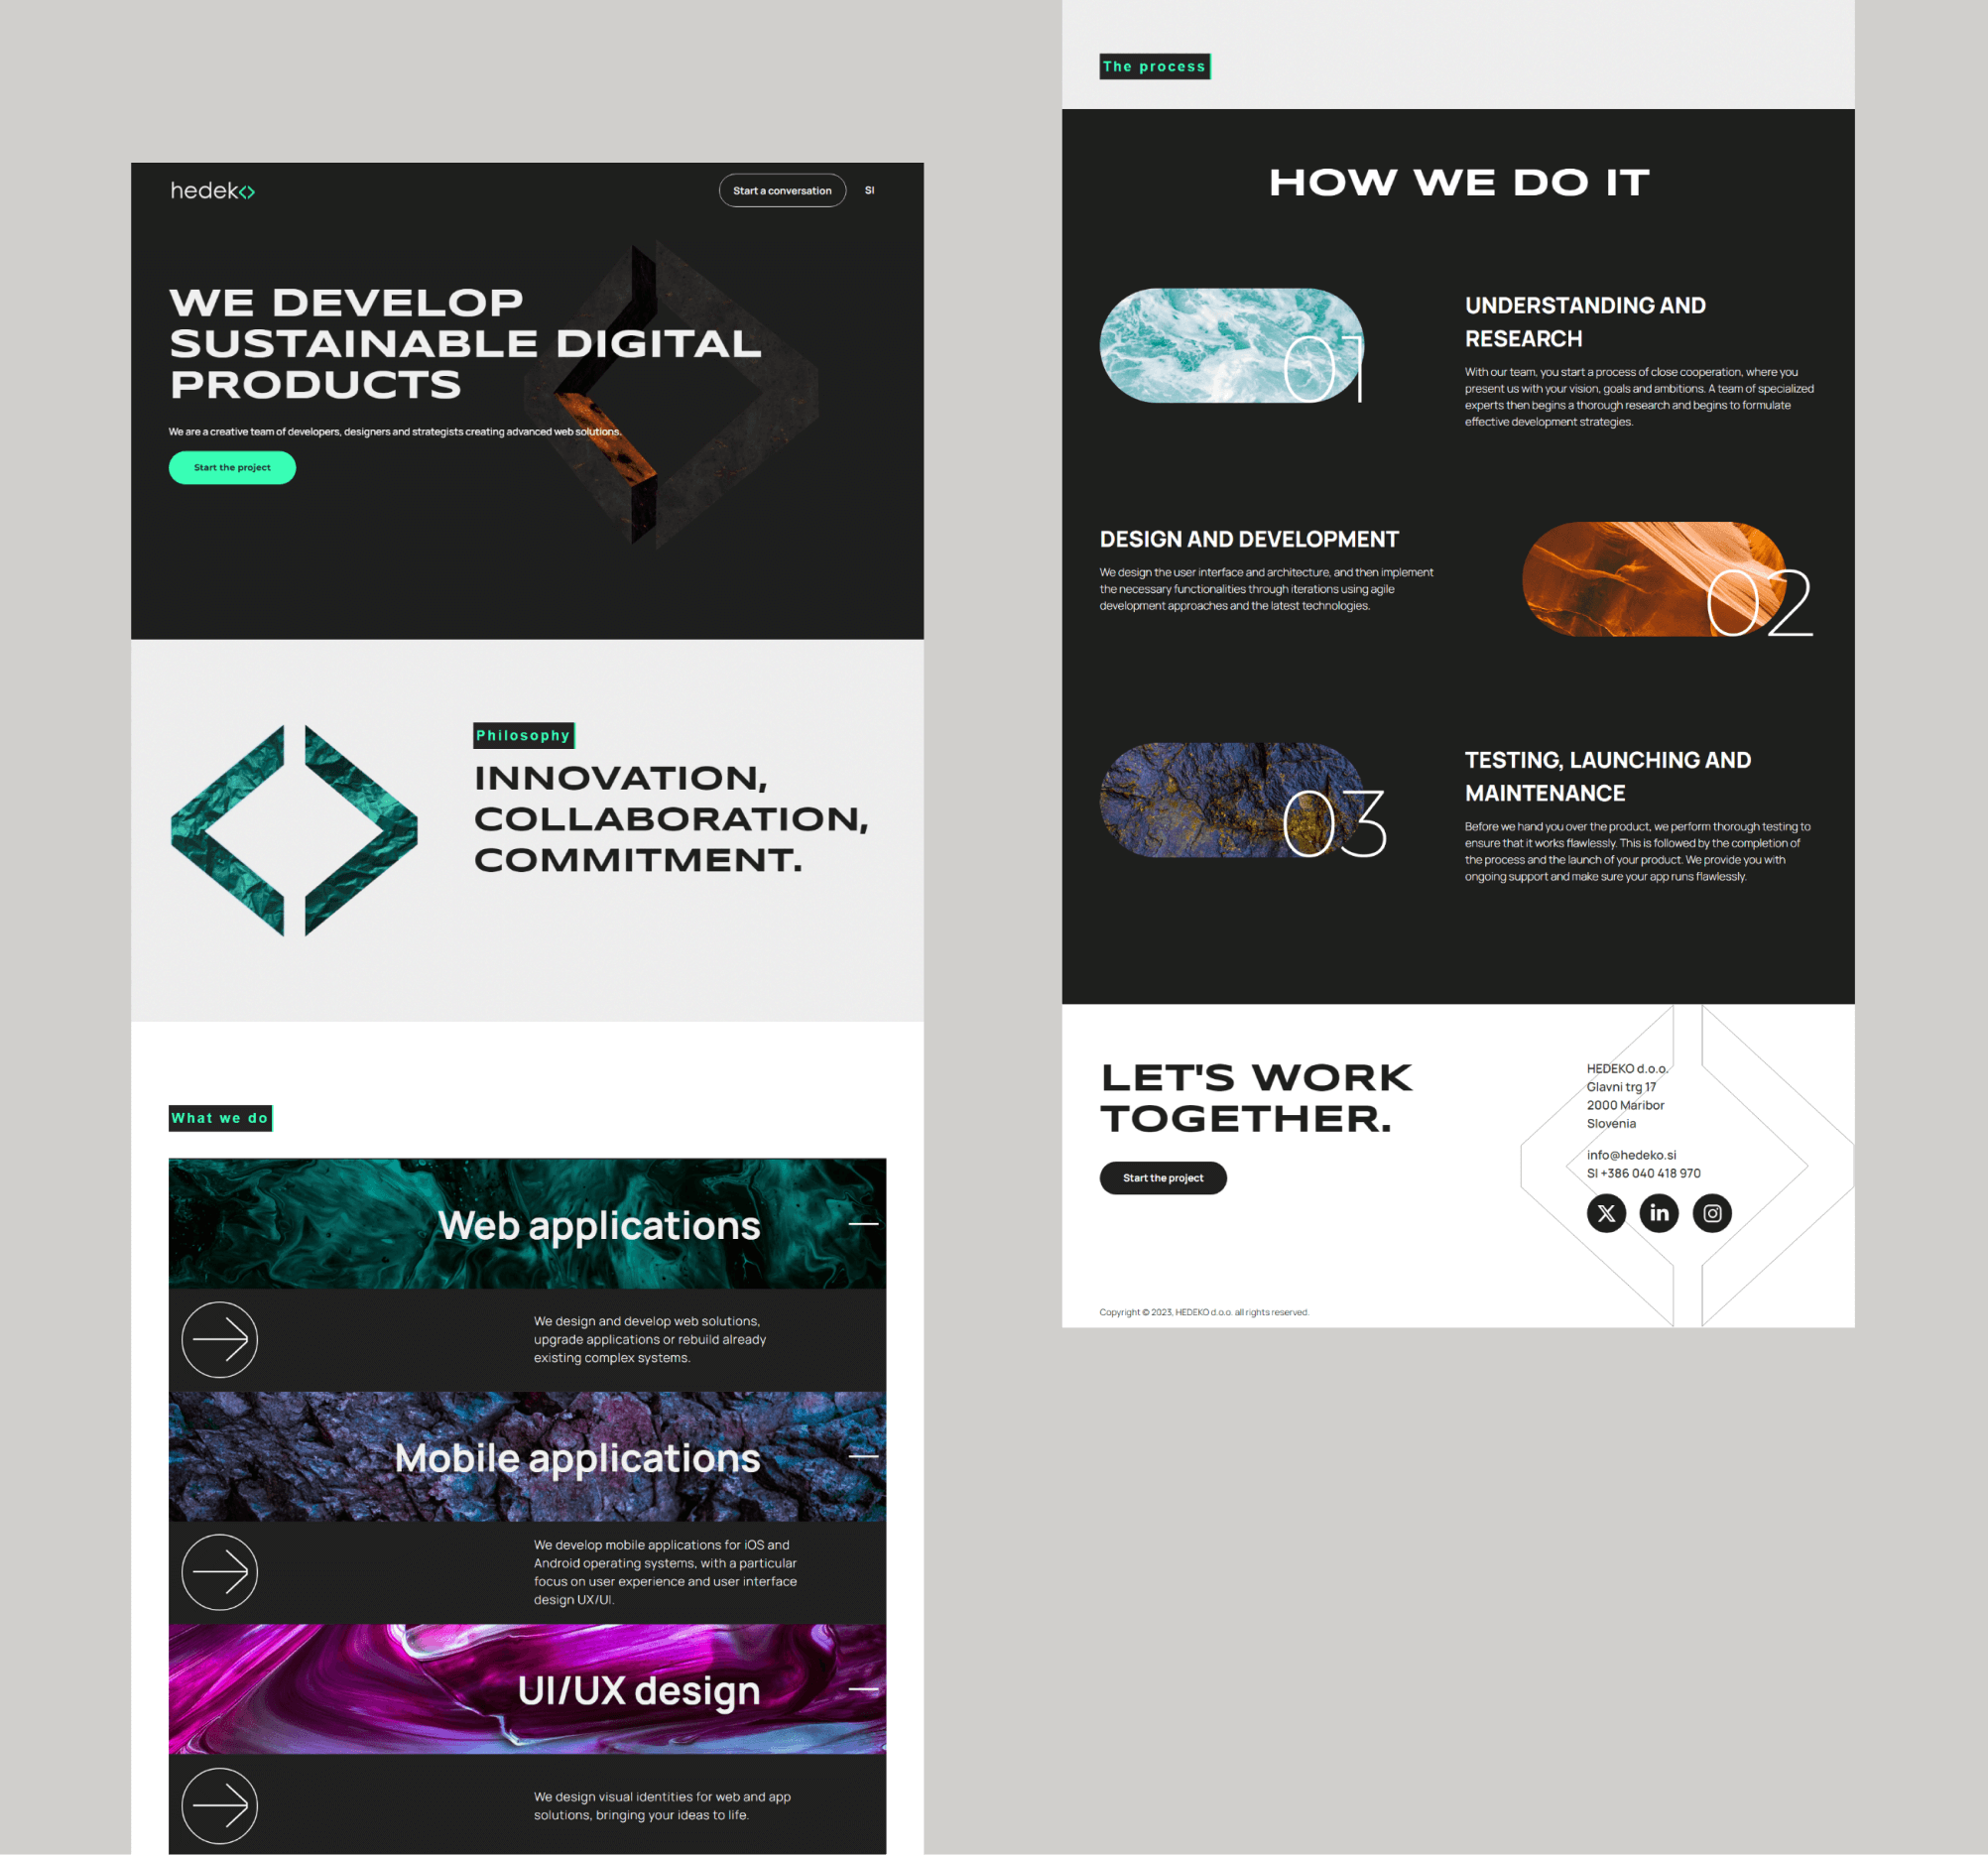 hedeko
Start a conversation
SI
WE DEVELOP
SUSTAINABLE DIGITAL
PRODUCTS
We are a creative team of developers, designers and strategists creating advanced web solutions.
Start the project
Philosophy
INNOVATION,
COLLABORATION,
COMMITMENT.
What we do
Web applications
We design and develop web solutions,
upgrade applications or rebuild already
existing complex systems.
Mobile applications
We develop mobile applications for iOS and
Android operating systems, with a particular
focus on user experience and user interface
design UX/UI.
UI/UX design
We design visual identities for web and app
solutions, bringing your ideas to life.
The process
HOW WE DO IT
01
UNDERSTANDING AND
RESEARCH
With our team, you start a process of close cooperation, where you
present us with your vision, goals and ambitions. A team of specialized
experts then begins a thorough research and begins to formulate
effective development strategies.
DESIGN AND DEVELOPMENT
We design the user interface and architecture, and then implement
the necessary functionalities through iterations using agile
development approaches and the latest technologies.
02
03
TESTING, LAUNCHING AND
MAINTENANCE
Before we hand you over the product, we perform thorough testing to
ensure that it works flawlessly. This is followed by the completion of
the process and the launch of your product. We provide you with
ongoing support and make sure your app runs flawlessly.
LET'S WORK
TOGETHER.
Start the project
HEDEKO d.o.o.
Glavni trg 17
2000 Maribor
Slovenia
info@hedeko.si
SI +386 040 418 970
X
in
Copyright © 2023, HEDEKO d.o.o. all rights reserved.